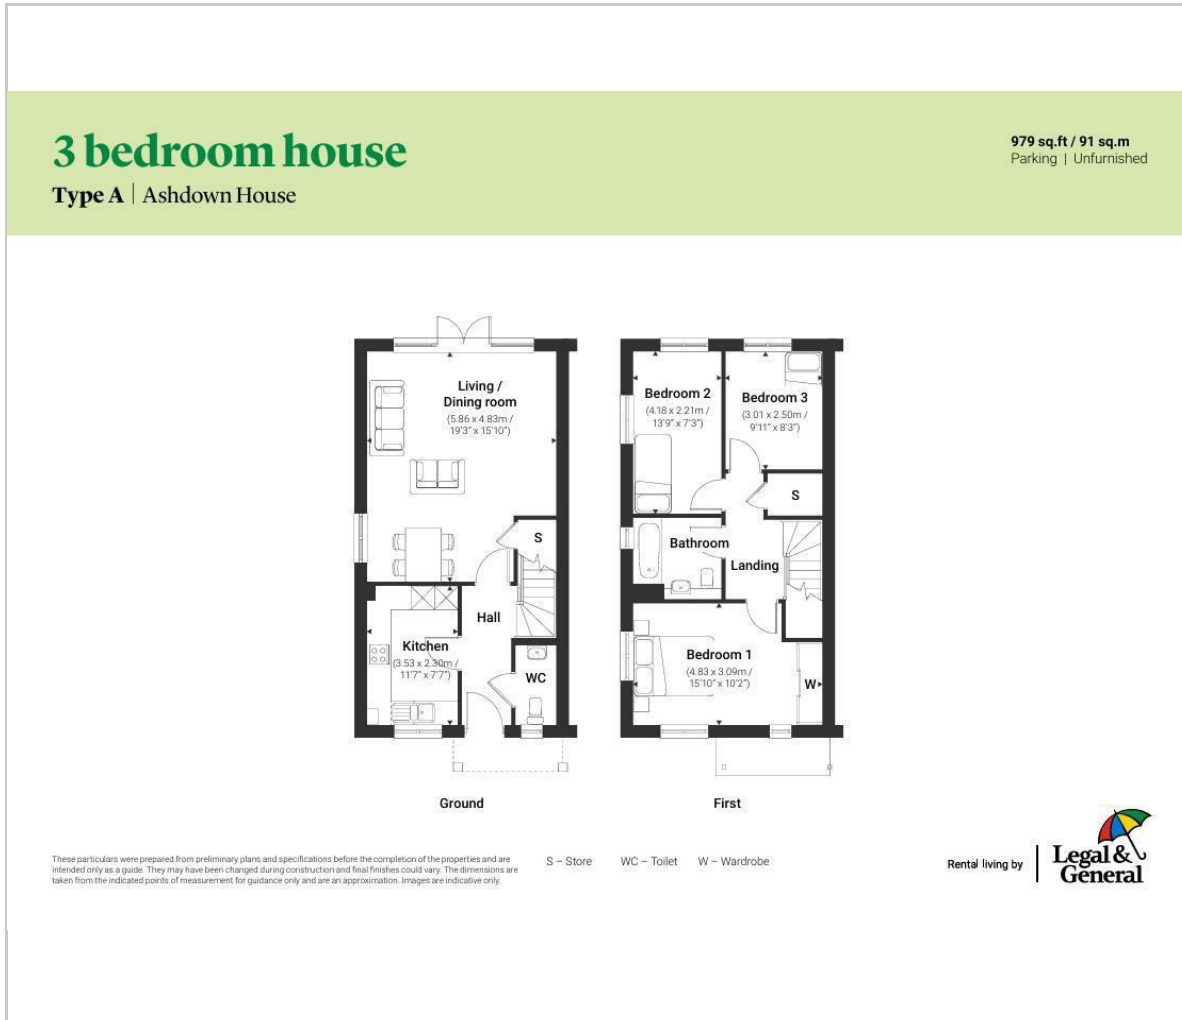 3 bedroom house
Type A | Ashdown House
979 sq.ft / 91 sq.m
Parking | Unfurnished
Living /
Dining room
(5.86 x 4.83m /
19'3" x 15'10")
S
Hall
Kitchen
(3.53 x 2.30m /
11'7" x 7'7")
WC
Ground
Bedroom 2
(4.18 x 2.21m /
13'9" x 7'3")
Bedroom 3
(3.01 x 2.50m /
9'11" x 8'3")
S
Bathroom
Landing
Bedroom 1
(4.83 x 3.09m /
15'10" x 10'2")
W
First
These particulars were prepared from preliminary plans and specifications before the completion of the properties and are
intended only as a guide. They may have been changed during construction and final finishes could vary. The dimensions are
taken from the indicated points of measurement for guidance only and are an approximation. Images are indicative only.
S – Store WC – Toilet W – Wardrobe
Rental living by
Legal &
General